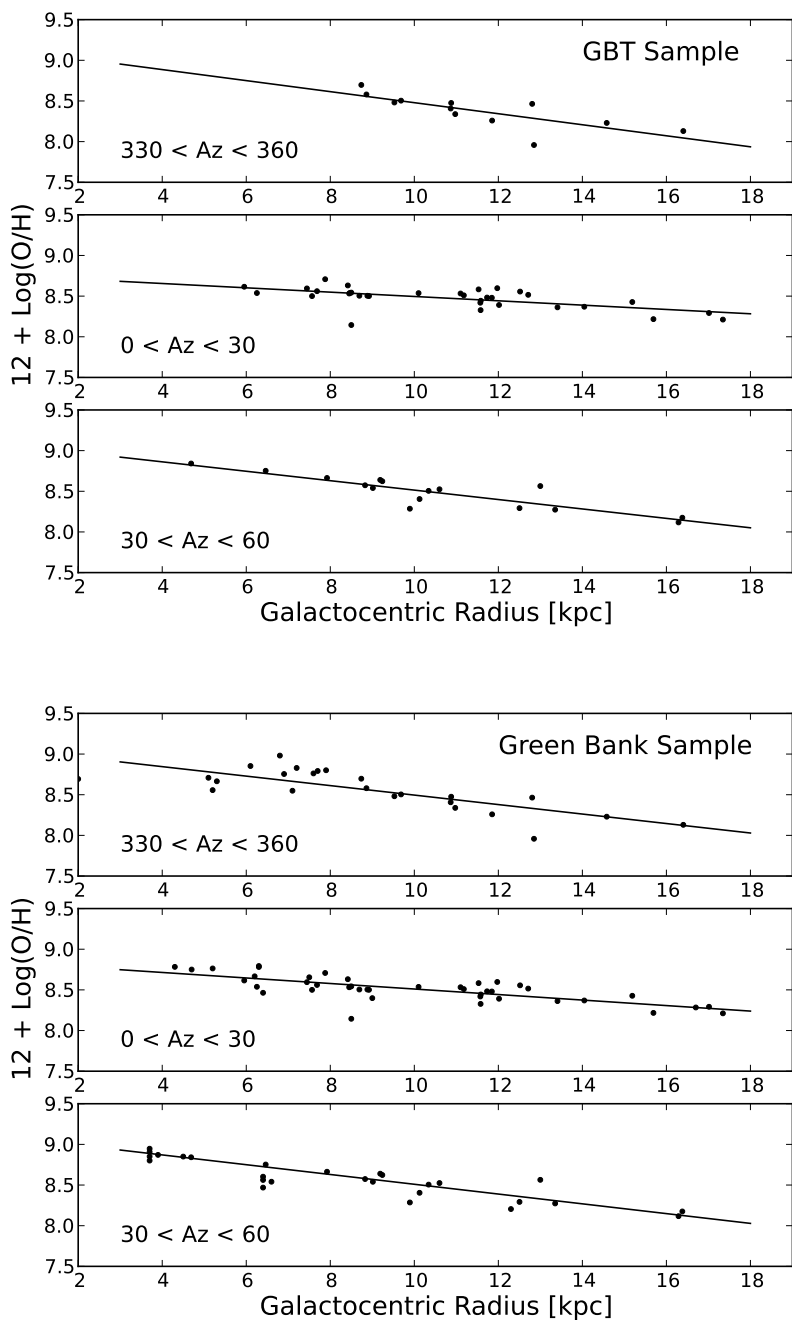 9.5
9.0
8.5
8.0
7.5
GBT Sample
330 < Az < 360
2 4 6 8 10 12 14 16 18
9.5
9.0
8.5
8.0
7.5
0 < Az < 30
2 4 6 8 10 12 14 16 18
12 + Log(O/H)
9.5
9.0
8.5
8.0
7.5
30 < Az < 60
2 4 6 8 10 12 14 16 18
Galactocentric Radius [kpc]
9.5
9.0
8.5
8.0
7.5
Green Bank Sample
330 < Az < 360
2 4 6 8 10 12 14 16 18
9.5
9.0
8.5
8.0
7.5
0 < Az < 30
2 4 6 8 10 12 14 16 18
12 + Log(O/H)
9.5
9.0
8.5
8.0
7.5
30 < Az < 60
2 4 6 8 10 12 14 16 18
Galactocentric Radius [kpc]